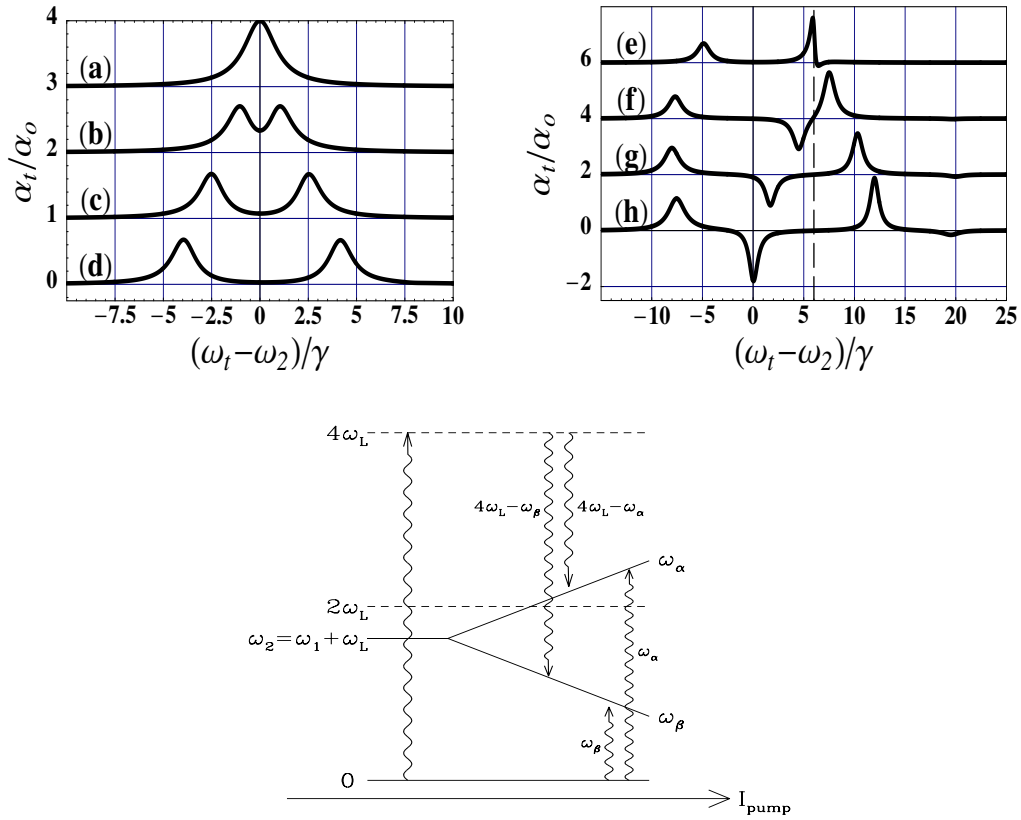 4
3
2
1
0
(a)
(b)
(c)
(d)
α_t/α_o
−7.5 −5 −2.5 0 2.5 5 7.5 10
(ω_t−ω_2)/γ
6
4
2
0
−2
(e)
(f)
(g)
(h)
α_t/α_o
−10 −5 0 5 10 15 20 25
(ω_t−ω_2)/γ
4ω_L
4ω_L−ω_β
4ω_L−ω_α
ω_α
2ω_L
ω_2=ω_1+ω_L
ω_α
ω_β
ω_β
0
I_pump